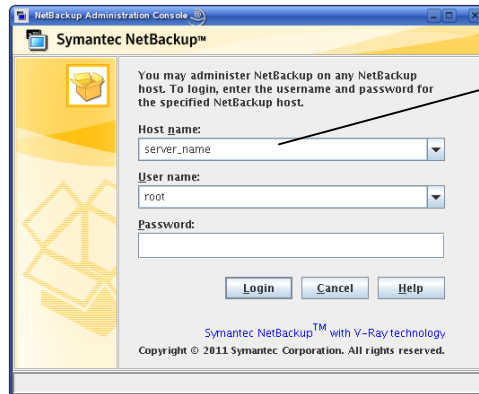 NetBackup Administration Console
Symantec NetBackup™
You may administer NetBackup on any NetBackup
host. To login, enter the username and password for
the specified NetBackup host.
Host name:
server_name
User name:
root
Password:
Login Cancel Help
Symantec NetBackup™ with V-Ray technology
Copyright © 2011 Symantec Corporation. All rights reserved.